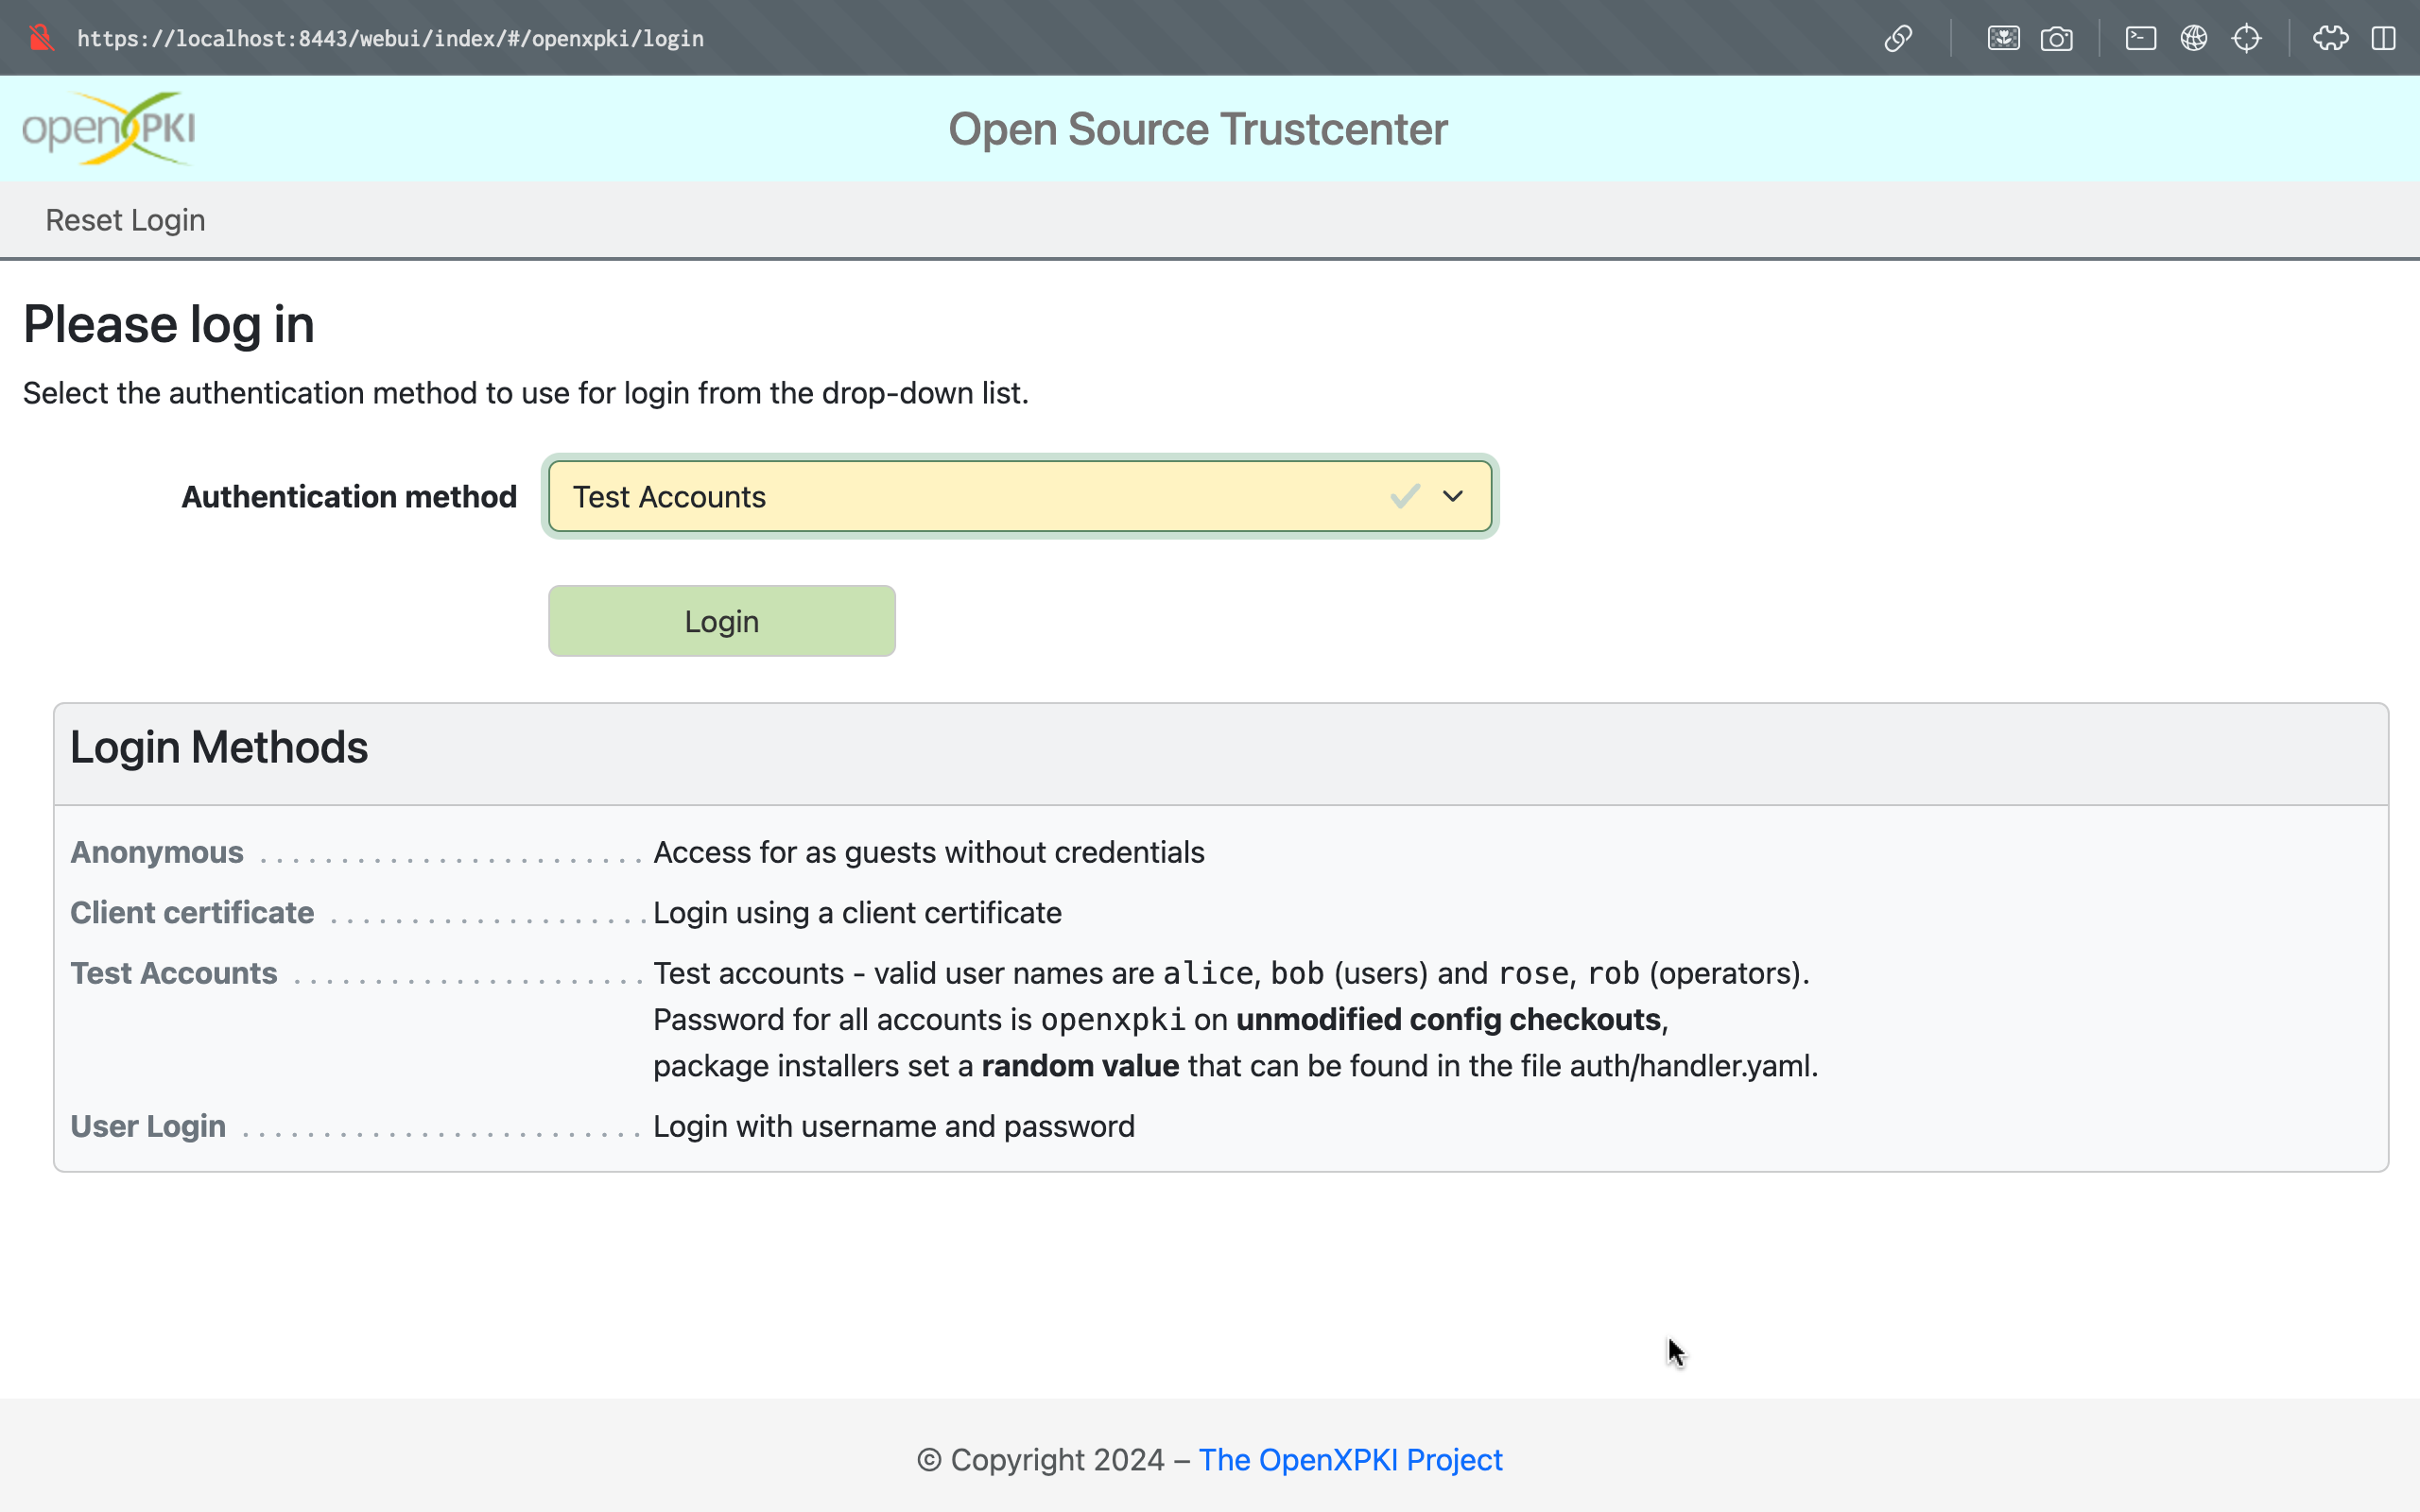 https://localhost:8443/webui/index/#/openxpki/login
openXPKI
Open Source Trustcenter
Reset Login
Please log in
Select the authentication method to use for login from the drop-down list.
Authentication method
Test Accounts
Login
Login Methods
Anonymous ........................ Access for as guests without credentials
Client certificate .................... Login using a client certificate
Test Accounts ...................... Test accounts - valid user names are alice, bob (users) and rose, rob (operators).
Password for all accounts is openxpki on unmodified config checkouts,
package installers set a random value that can be found in the file auth/handler.yaml.
User Login ......................... Login with username and password
© Copyright 2024 – The OpenXPKI Project